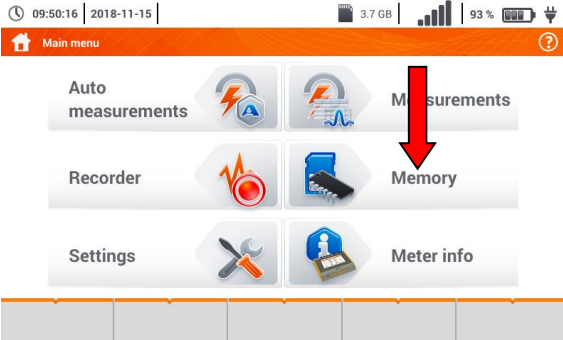 09:50:16 2018-11-15 3.7 GB 93 %
Main menu ?
Auto
measurements
A
Measurements
Recorder
Memory
Settings
Meter info